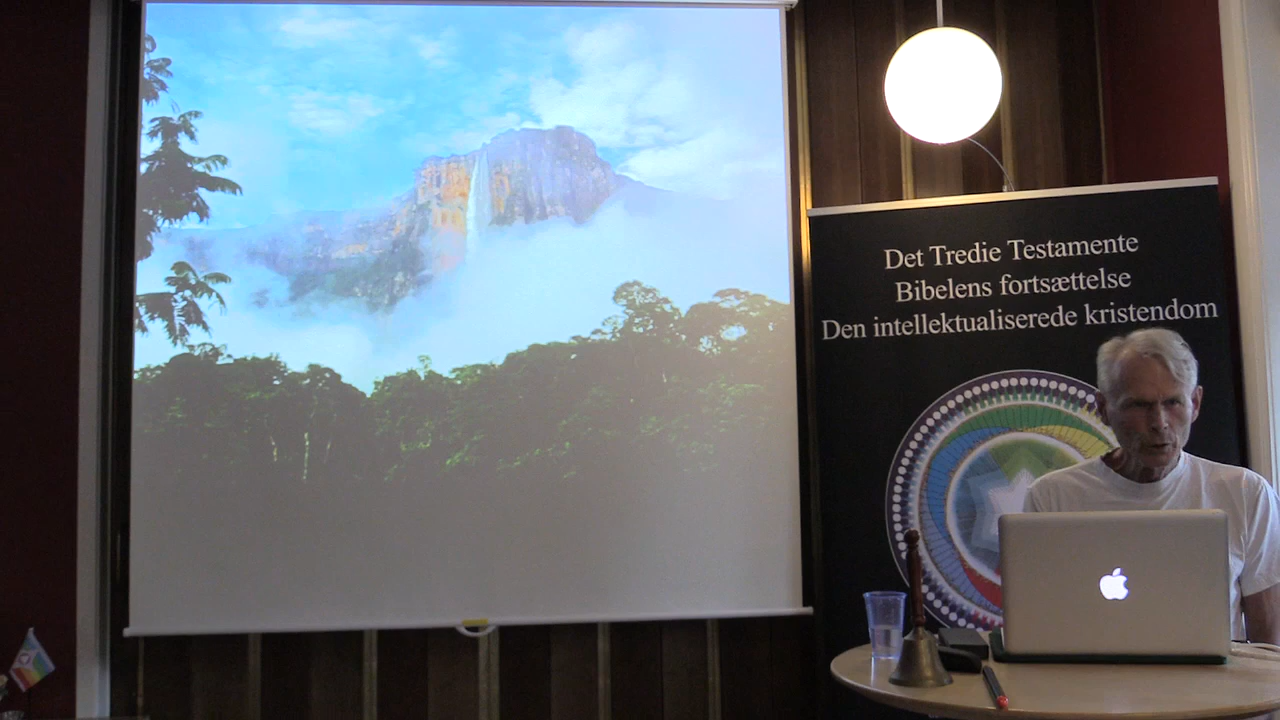 Det Tredie Testamente
Bibelens fortsættelse
Den intellektualiserede kristendom